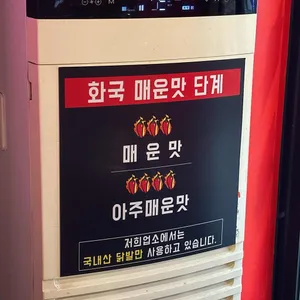 화국 매운맛 단계
매운맛
아주매운맛
저희업소에서는
국내산 닭발만 사용하고 있습니다.